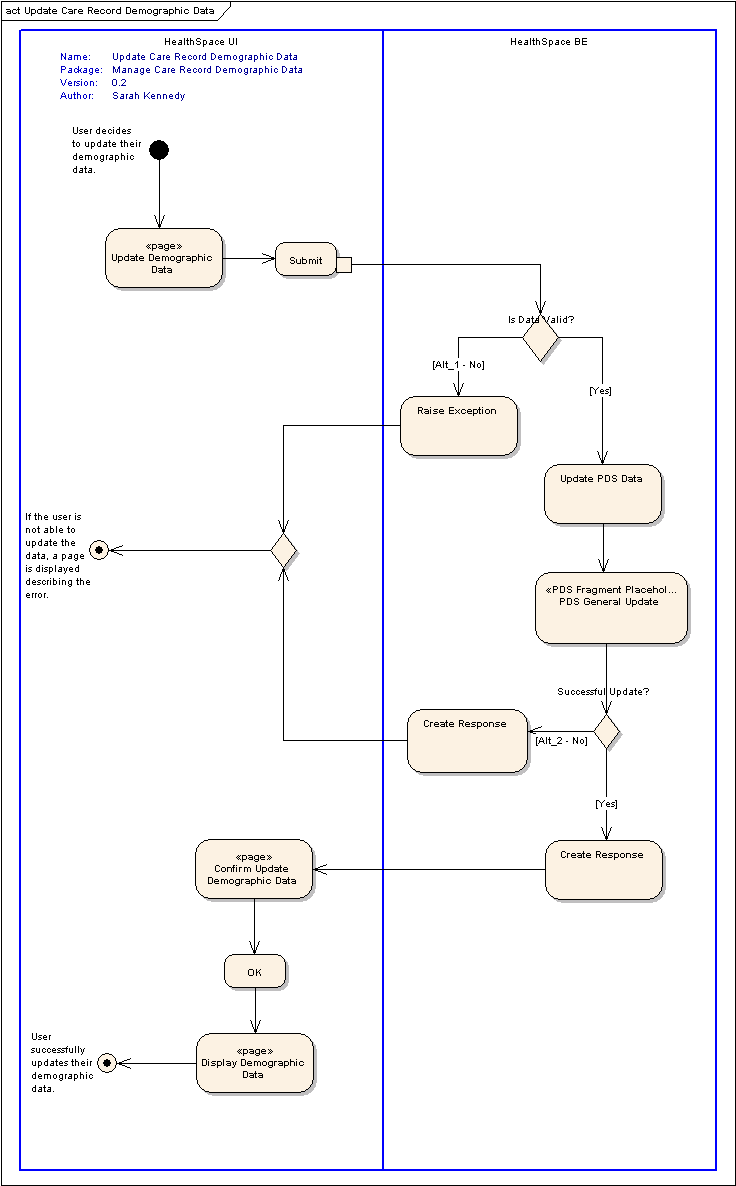 act Update Care Record Demographic Data
HealthSpace UI
HealthSpace BE
Name: Update Care Record Demographic Data
Package: Manage Care Record Demographic Data
Version: 0.2
Author: Sarah Kennedy
User decides
to update their
demographic
data.
«page»
Update Demographic
Data
Submit
Is Data Valid?
[Alt_1 - No]
[Yes]
Raise Exception
Update PDS Data
If the user is
not able to
update the
data, a page
is displayed
describing the
error.
«PDS Fragment Placehol...
PDS General Update
Successful Update?
Create Response
[Alt_2 - No]
[Yes]
«page»
Confirm Update
Demographic Data
Create Response
OK
User
successfully
updates their
demographic
data.
«page»
Display Demographic
Data